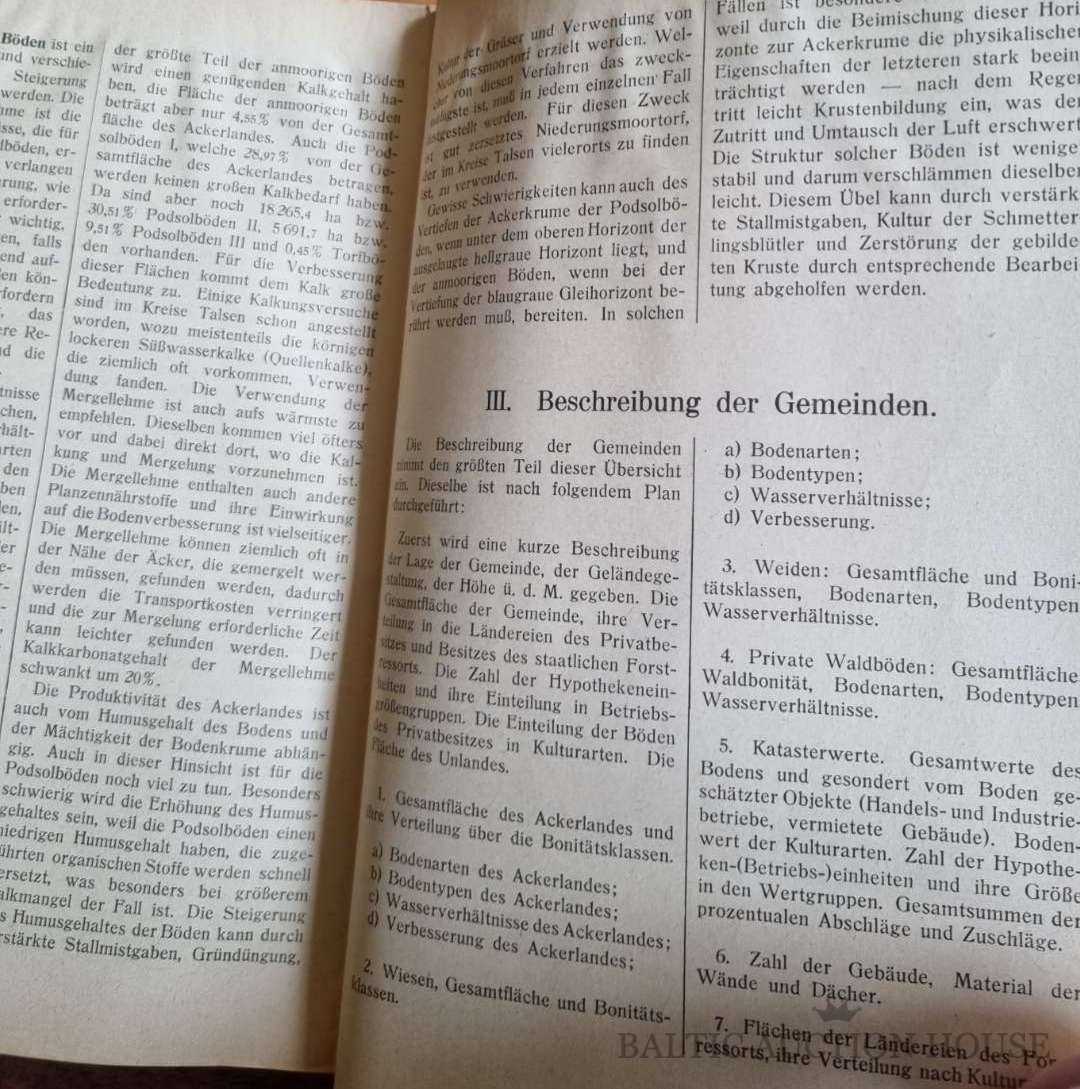 Böden ist ein
und verschie-
Steigerung
werden. Die
hme ist die
sse, die für
lböden, er-
verlangen
rung, wie
erforder-
wichtig,
en, falls
end auf-
en kön-
fordern
das
ere Re-
nd die
tnisse
chen,
rhält-
arten
den
ben
len,
ilt-
er
der größte Teil der anmoorigen Böden
wird einen genügenden Kalkgehalt ha-
ben, die Fläche der anmoorigen Böden
beträgt aber nur 4,55% von der Gesamt-
fläche des Ackerlandes. Auch die Pod-
solböden I, welche 28,97% von der Ge-
samtfläche des Ackerlandes betragen,
werden keinen großen Kalkbedarf haben.
Da sind aber noch 18 265,4 ha bzw.
30,51% Podsolböden II, 5 691,7 ha bzw.
9,51% Podsolböden III und 0,45% Torfbö-
den vorhanden. Für die Verbesserung
dieser Flächen kommt dem Kalk große
Bedeutung zu. Einige Kalkungsversuche
sind im Kreise Talsen schon angestellt
worden, wozu meistenteils die körnigen
lockeren Süßwasserkalke (Quellenkalke),
die ziemlich oft vorkommen, Verwen-
dung fanden. Die Verwendung der
Mergellehme ist auch aufs wärmste zu
empfehlen. Dieselben kommen viel öfters
vor und dabei direkt dort, wo die Kal-
kung und Mergelung vorzunehmen ist.
Die Mergellehme enthalten auch andere
Planzennährstoffe und ihre Einwirkung
auf die Bodenverbesserung ist vielseitiger.
Die Mergellehme können ziemlich oft in
der Nähe der Äcker, die gemergelt wer-
den müssen, gefunden werden, dadurch
werden die Transportkosten verringert
und die zur Mergelung erforderliche Zeit
kann leichter gefunden werden. Der
Kalkkarbonatgehalt der Mergellehme
schwankt um 20%.
Die Produktivität des Ackerlandes ist
auch vom Humusgehalt des Bodens und
der Mächtigkeit der Bodenkrume abhän-
gig. Auch in dieser Hinsicht ist für die
Podsolböden noch viel zu tun. Besonders
schwierig wird die Erhöhung des Humus-
gehaltes sein, weil die Podsolböden einen
niedrigen Humusgehalt haben, die zuge-
ührten organischen Stoffe werden schnell
ersetzt, was besonders bei größerem
alkmangel der Fall ist. Die Steigerung
s Humusgehaltes der Böden kann durch
rstärkte Stallmistgaben, Gründüngung,
Kultur der Gräser und Verwendung von
Niederungsmoortorf erzielt werden. Wel-
cher von diesen Verfahren das zweck-
mäßigste ist, muß in jedem einzelnen Fall
festgestellt werden. Für diesen Zweck
ist gut zersetztes Niederungsmoortorf,
der im Kreise Talsen vielerorts zu finden
ist, zu verwenden.
Gewisse Schwierigkeiten kann auch des
Vertiefen der Ackerkrume der Podsolbö-
den, wenn unter dem oberen Horizont der
ausgelaugte hellgraue Horizont liegt, und
der anmoorigen Böden, wenn bei der
Vertiefung der blaugraue Gleihorizont be-
rührt werden muß, bereiten. In solchen
Fällen ist
weil durch die Beimischung dieser Hori
zonte zur Ackerkrume die physikalischer
Eigenschaften der letzteren stark beein
trächtigt werden — nach dem Reger
tritt leicht Krustenbildung ein, was der
Zutritt und Umtausch der Luft erschwert
Die Struktur solcher Böden ist wenige
stabil und darum verschlämmen dieselber
leicht. Diesem Übel kann durch verstärk
te Stallmistgaben, Kultur der Schmetter
lingsblütler und Zerstörung der gebilde
ten Kruste durch entsprechende Bearbei
tung abgeholfen werden.
III. Beschreibung der Gemeinden.
Die Beschreibung der Gemeinden
nimmt den größten Teil dieser Übersicht
ein. Dieselbe ist nach folgendem Plan
durchgeführt:
Zuerst wird eine kurze Beschreibung
der Lage der Gemeinde, der Geländege-
staltung, der Höhe ü. d. M. gegeben. Die
Gesamtfläche der Gemeinde, ihre Ver-
teilung in die Ländereien des Privatbe-
sitzes und Besitzes des staatlichen Forst-
ressorts. Die Zahl der Hypothekenein-
heiten und ihre Einteilung in Betriebs-
größengruppen. Die Einteilung der Böden
des Privatbesitzes in Kulturarten. Die
Fläche des Unlandes.
1. Gesamtfläche des Ackerlandes und
ihre Verteilung über die Bonitätsklassen.
a) Bodenarten des Ackerlandes;
b) Bodentypen des Ackerlandes;
c) Wasserverhältnisse des Ackerlandes;
d) Verbesserung des Ackerlandes;
2. Wiesen, Gesamtfläche und Bonitäts-
klassen.
a) Bodenarten;
b) Bodentypen;
c) Wasserverhältnisse;
d) Verbesserung.
3. Weiden: Gesamtfläche und Boni-
tätsklassen, Bodenarten, Bodentypen
Wasserverhältnisse.
4. Private Waldböden: Gesamtfläche
Waldbonität, Bodenarten, Bodentypen
Wasserverhältnisse.
5. Katasterwerte. Gesamtwerte des
Bodens und gesondert vom Boden ge-
schätzter Objekte (Handels- und Industrie-
betriebe, vermietete Gebäude). Boden-
wert der Kulturarten. Zahl der Hypothe-
ken-(Betriebs-)einheiten und ihre Größe
in den Wertgruppen. Gesamtsummen der
prozentualen Abschläge und Zuschläge.
6. Zahl der Gebäude, Material der
Wände und Dächer.
7. Flächen der Ländereien des For-
ressorts, ihre Verteilung nach Kultur
BALTIC AUCTION HOUSE